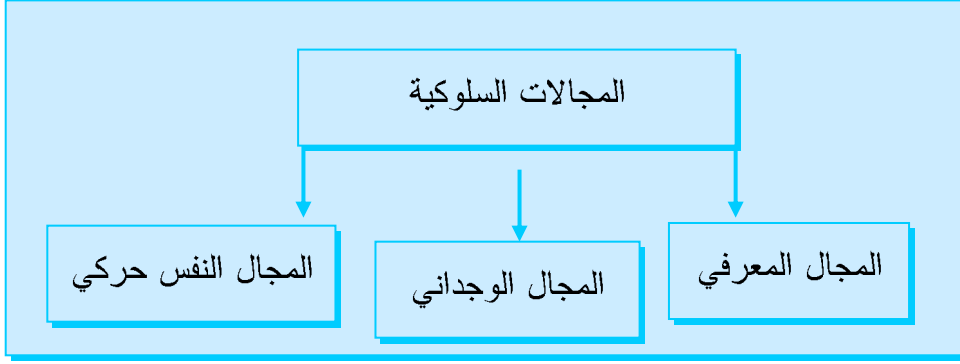 المجالات السلوكية
المجال المعرفي
المجال الوجداني
المجال النفس حركي